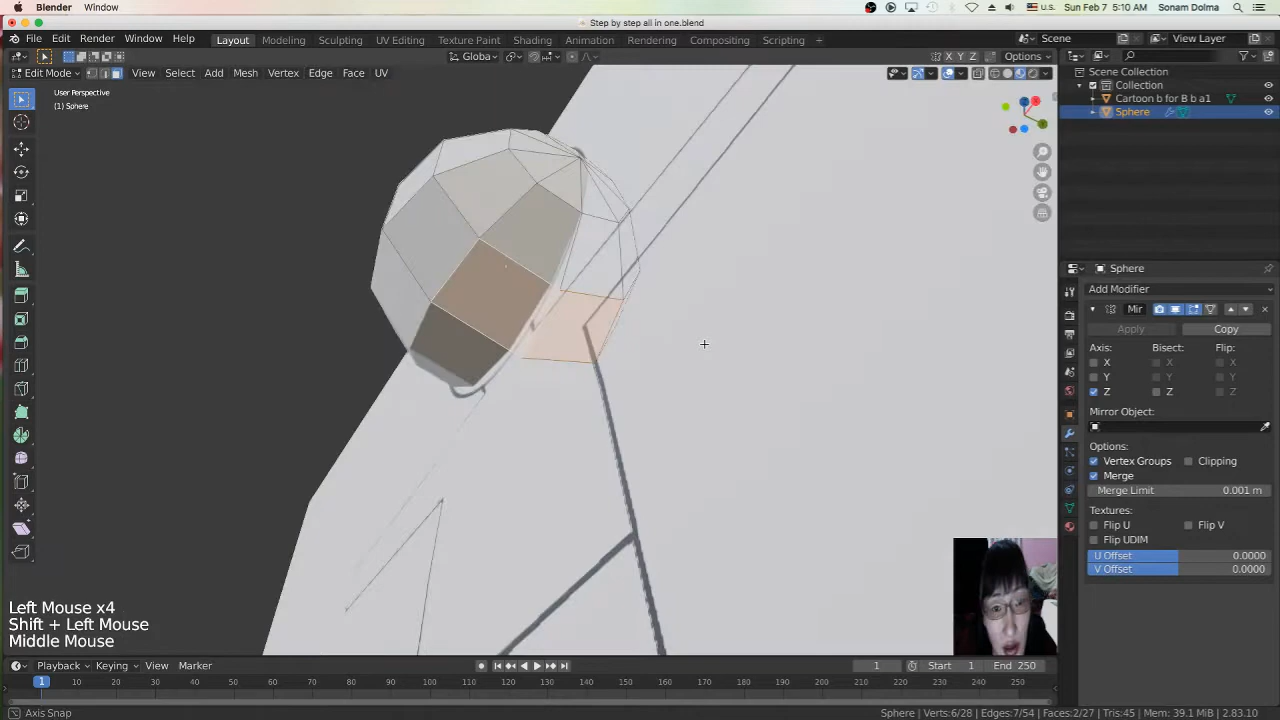 Blender Window U.S. Sun Feb 7 5:10 AM Sonam Dolma
Step by step all in one.blend
File Edit Render Window Help Layout Modeling Sculpting UV Editing Texture Paint Shading Animation Rendering Compositing Scripting + Scene View Layer
Globa X Y Z Options
Edit Mode View Select Add Mesh Vertex Edge Face UV
User Perspective
(1) Sphere
Scene Collection
Collection
Cartoon b for B b a1
Sphere
Sphere
Add Modifier
Mir
Apply Copy
Axis: Bisect: Flip:
X X X
Y Y Y
Z Z Z
Mirror Object:
Options:
Vertex Groups Clipping
Merge
Merge Limit 0.001 m
Textures:
Flip U Flip V
Flip UDIM
U Offset 0.0000
V Offset 0.0000
Left Mouse x4
Shift + Left Mouse
Middle Mouse
Playback Keying View Marker 1 Start 1 End 250
1 10 20 30 40 50 60 70 80 90 100 110 120 130 140 150 160 170 180 190 200 210 220 230 240 250
Axis Snap Sphere | Verts:6/28 | Edges:7/54 | Faces:2/27 | Tris:45 | Mem: 39.1 MiB | 2.83.10